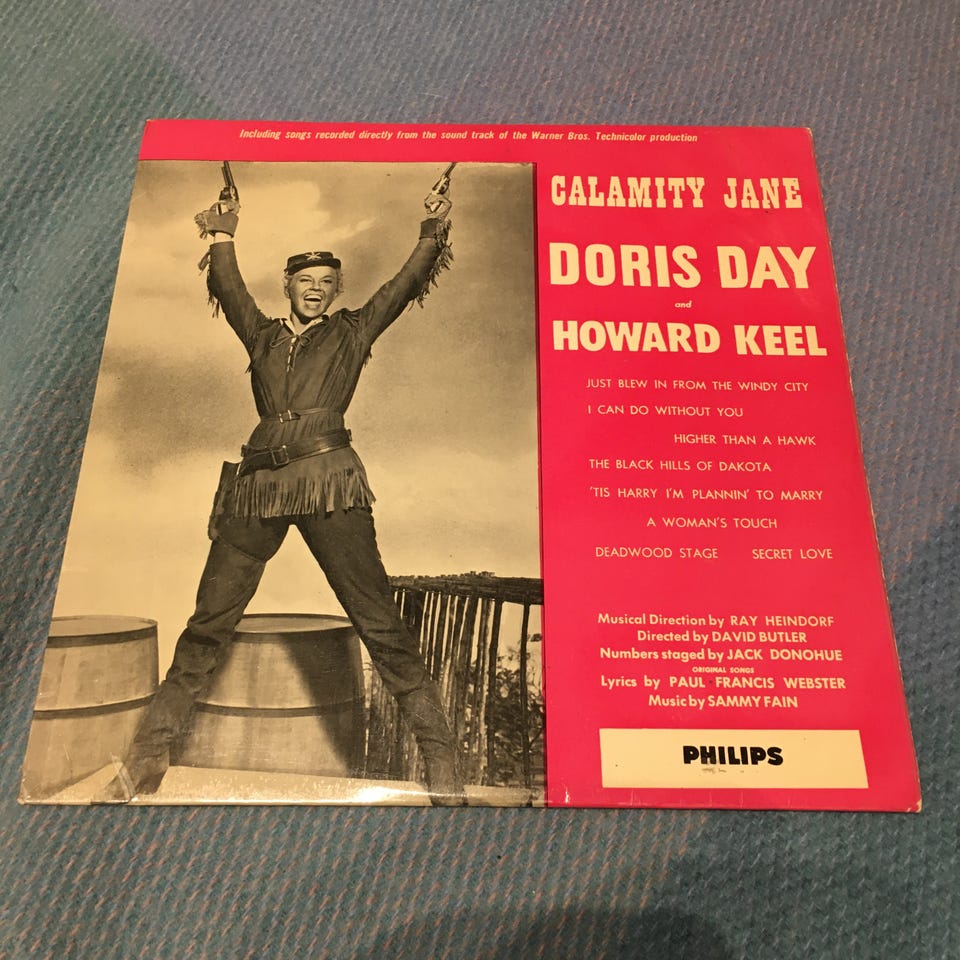 Including songs recorded directly from the sound track of the Warner Bros. Technicolor production
CALAMITY JANE
DORIS DAY
and
HOWARD KEEL
JUST BLEW IN FROM THE WINDY CITY
I CAN DO WITHOUT YOU
HIGHER THAN A HAWK
THE BLACK HILLS OF DAKOTA
'TIS HARRY I'M PLANNIN' TO MARRY
A WOMAN'S TOUCH
DEADWOOD STAGE SECRET LOVE
Musical Direction by RAY HEINDORF
Directed by DAVID BUTLER
Numbers staged by JACK DONOHUE
ORIGINAL SONGS
Lyrics by PAUL FRANCIS WEBSTER
Music by SAMMY FAIN
PHILIPS